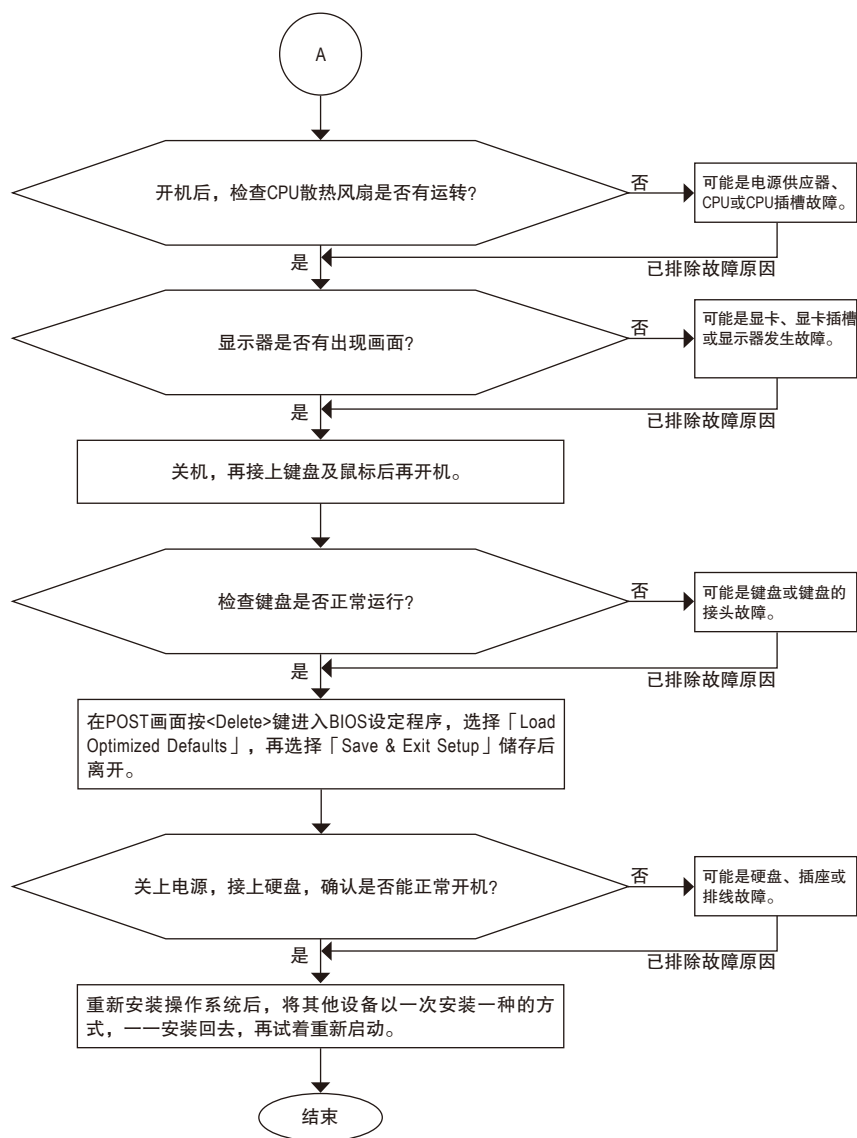 A
开机后，检查CPU散热风扇是否有运转?
否
可能是电源供应器、
CPU或CPU插槽故障。
是
已排除故障原因
显示器是否有出现画面?
否
可能是显卡、显卡插槽
或显示器发生故障。
是
已排除故障原因
关机，再接上键盘及鼠标后再开机。
检查键盘是否正常运行?
否
可能是键盘或键盘的
接头故障。
是
已排除故障原因
在POST画面按<Delete>键进入BIOS设定程序，选择「Load
Optimized Defaults」，再选择「Save & Exit Setup」储存后
离开。
关上电源，接上硬盘，确认是否能正常开机?
否
可能是硬盘、插座或
排线故障。
是
已排除故障原因
重新安装操作系统后，将其他设备以一次安装一种的方
式，一一安装回去，再试着重新启动。
结束